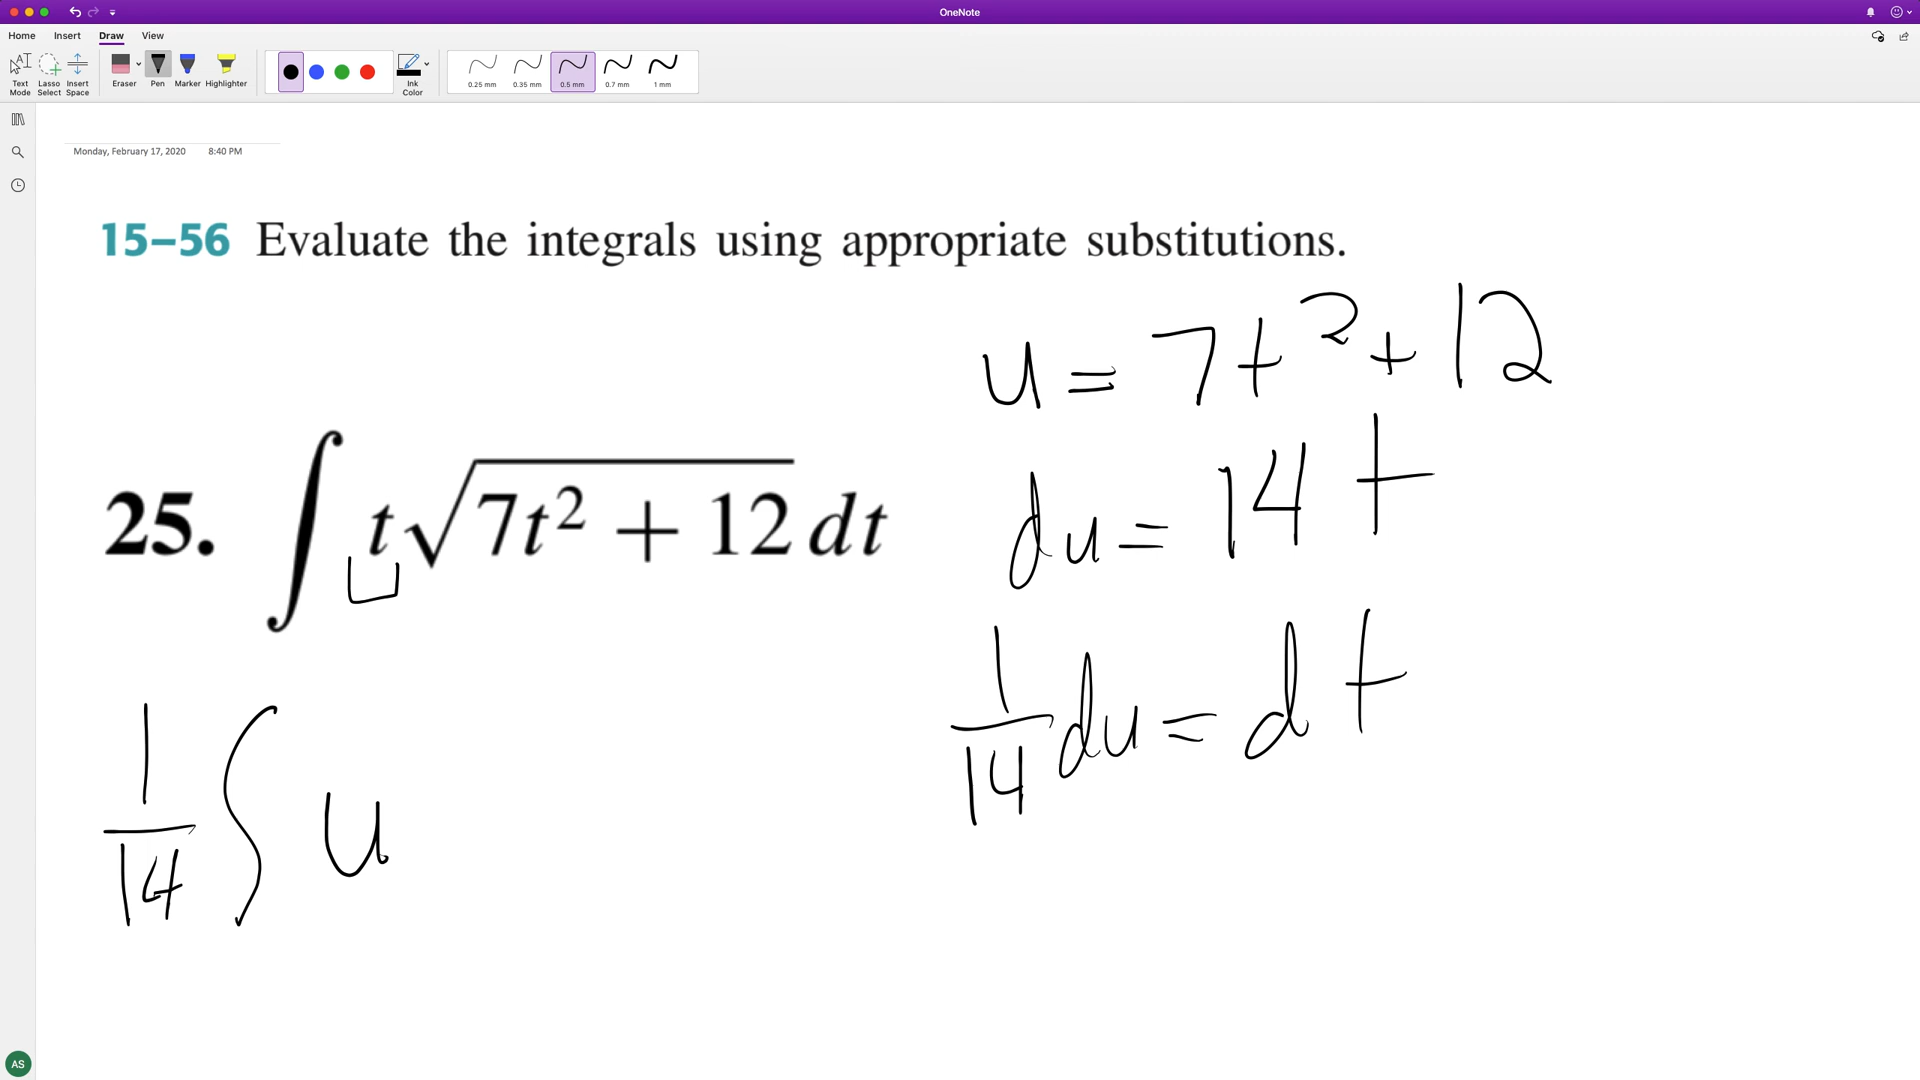 OneNote
Home Insert Draw View
Text Mode Lasso Select Insert Space Eraser Pen Marker Highlighter Ink Color 0.25 mm 0.35 mm 0.5 mm 0.7 mm 1 mm
Monday, February 17, 2020 8:40 PM
15–56 Evaluate the integrals using appropriate substitutions.
u = 7t² + 12
25. ∫ t√(7t² + 12) dt
du = 14 t
1/14 du = d t
1/14 ∫ u
AS